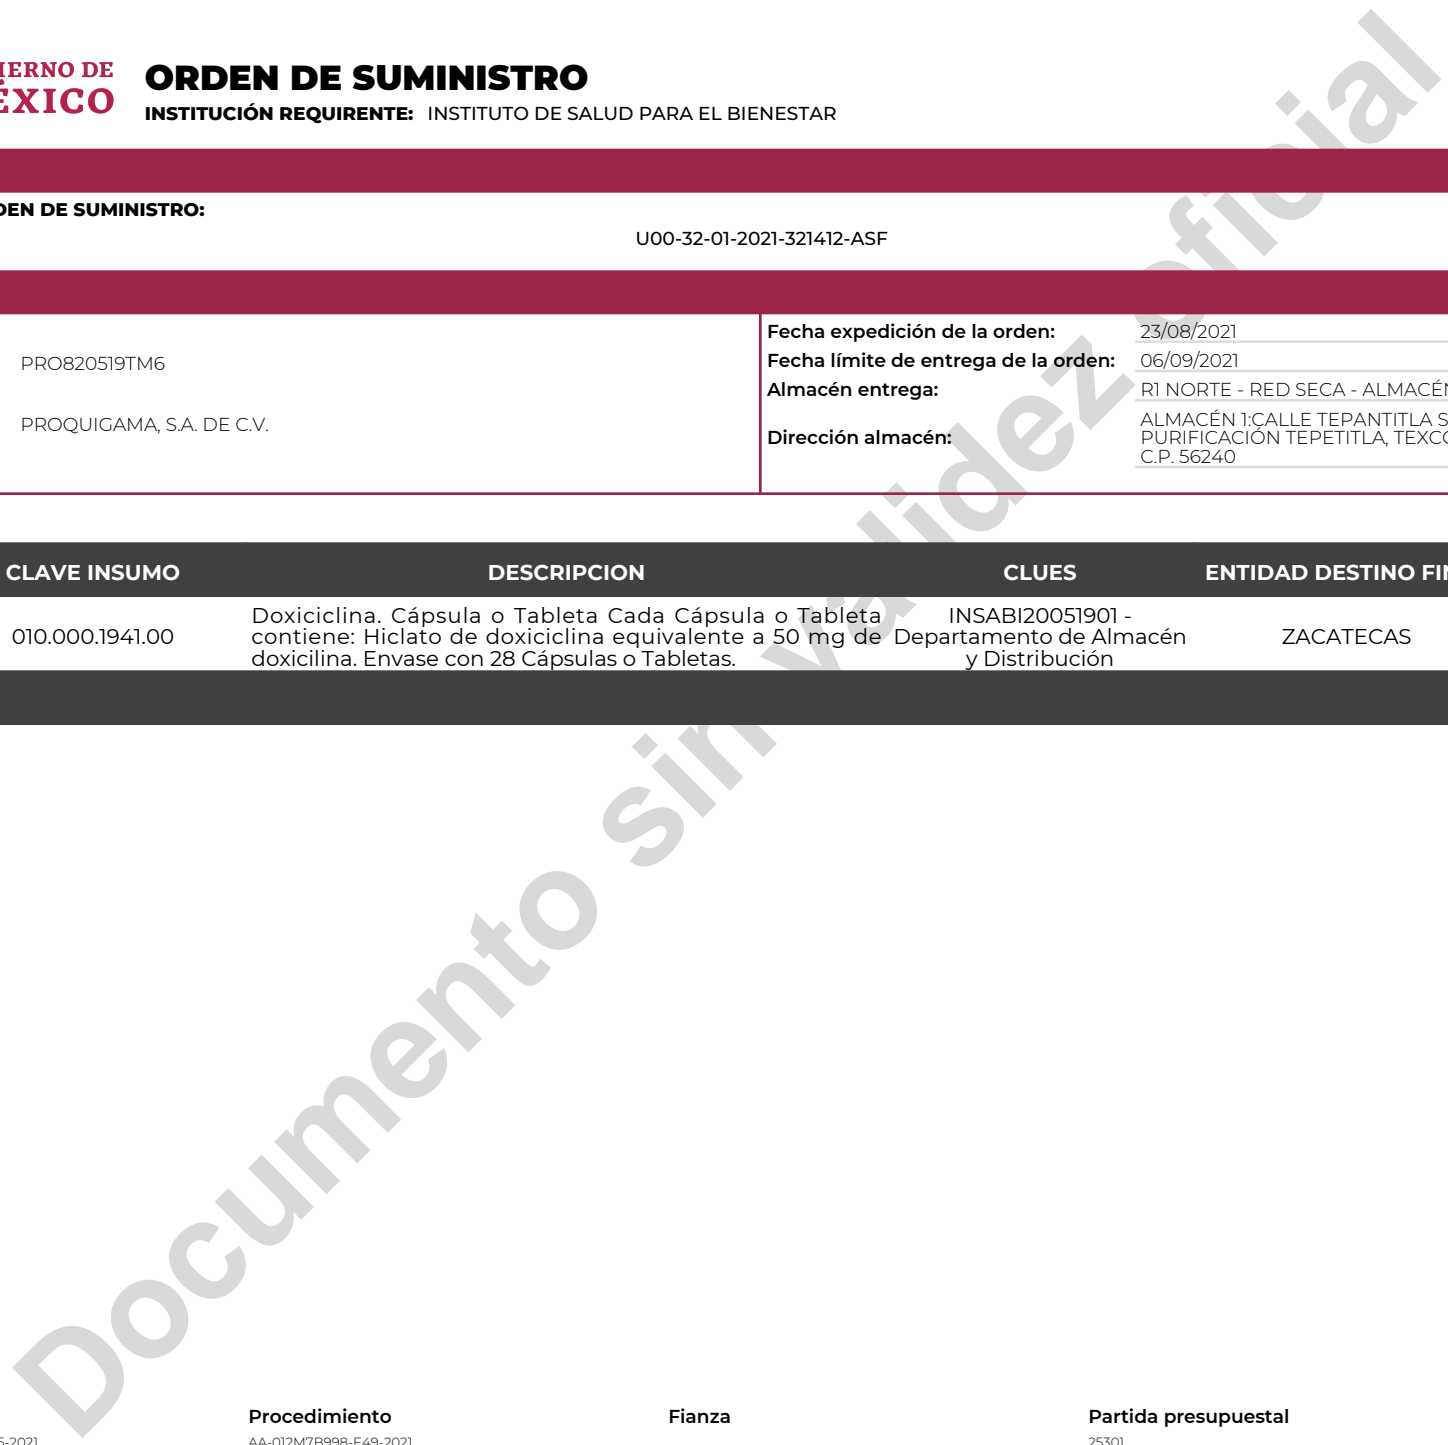 ORDEN DE SUMINISTRO
INSTITUCIÓN REQUIRENTE: INSTITUTO DE SALUD PARA EL BIENESTAR
DE
DE SUMINISTRO:
U00-32-01-2021-321412-ASF
PRO820519TM6
PROQUIGAMA, S.A. DE C.V.
Fecha expedición de la orden: 23/08/2021
Fecha límite de entrega de la orden: 06/09/2021
Almacén entrega: R1 NORTE - RED SECA - ALMACÉN
Dirección almacén: ALMACÉN 1:CALLE TEPANTITLA
PURIFICACIÓN TEPETITLA,
C.P. 56240
CLAVE INSUMO DESCRIPCION CLUES ENTIDAD DESTINO
010.000.1941.00
Doxiciclina. Cápsula o Tableta Cada Cápsula o Tableta
contiene: Hiclato de doxiciclina equivalente a 50 mg de
doxicilina. Envase con 28 Cápsulas o Tabletas.
INSABI20051901 -
Departamento de Almacén
y Distribución
ZACATECAS
Documento sin validez oficial
Procedimiento Fianza Partida presupuestal